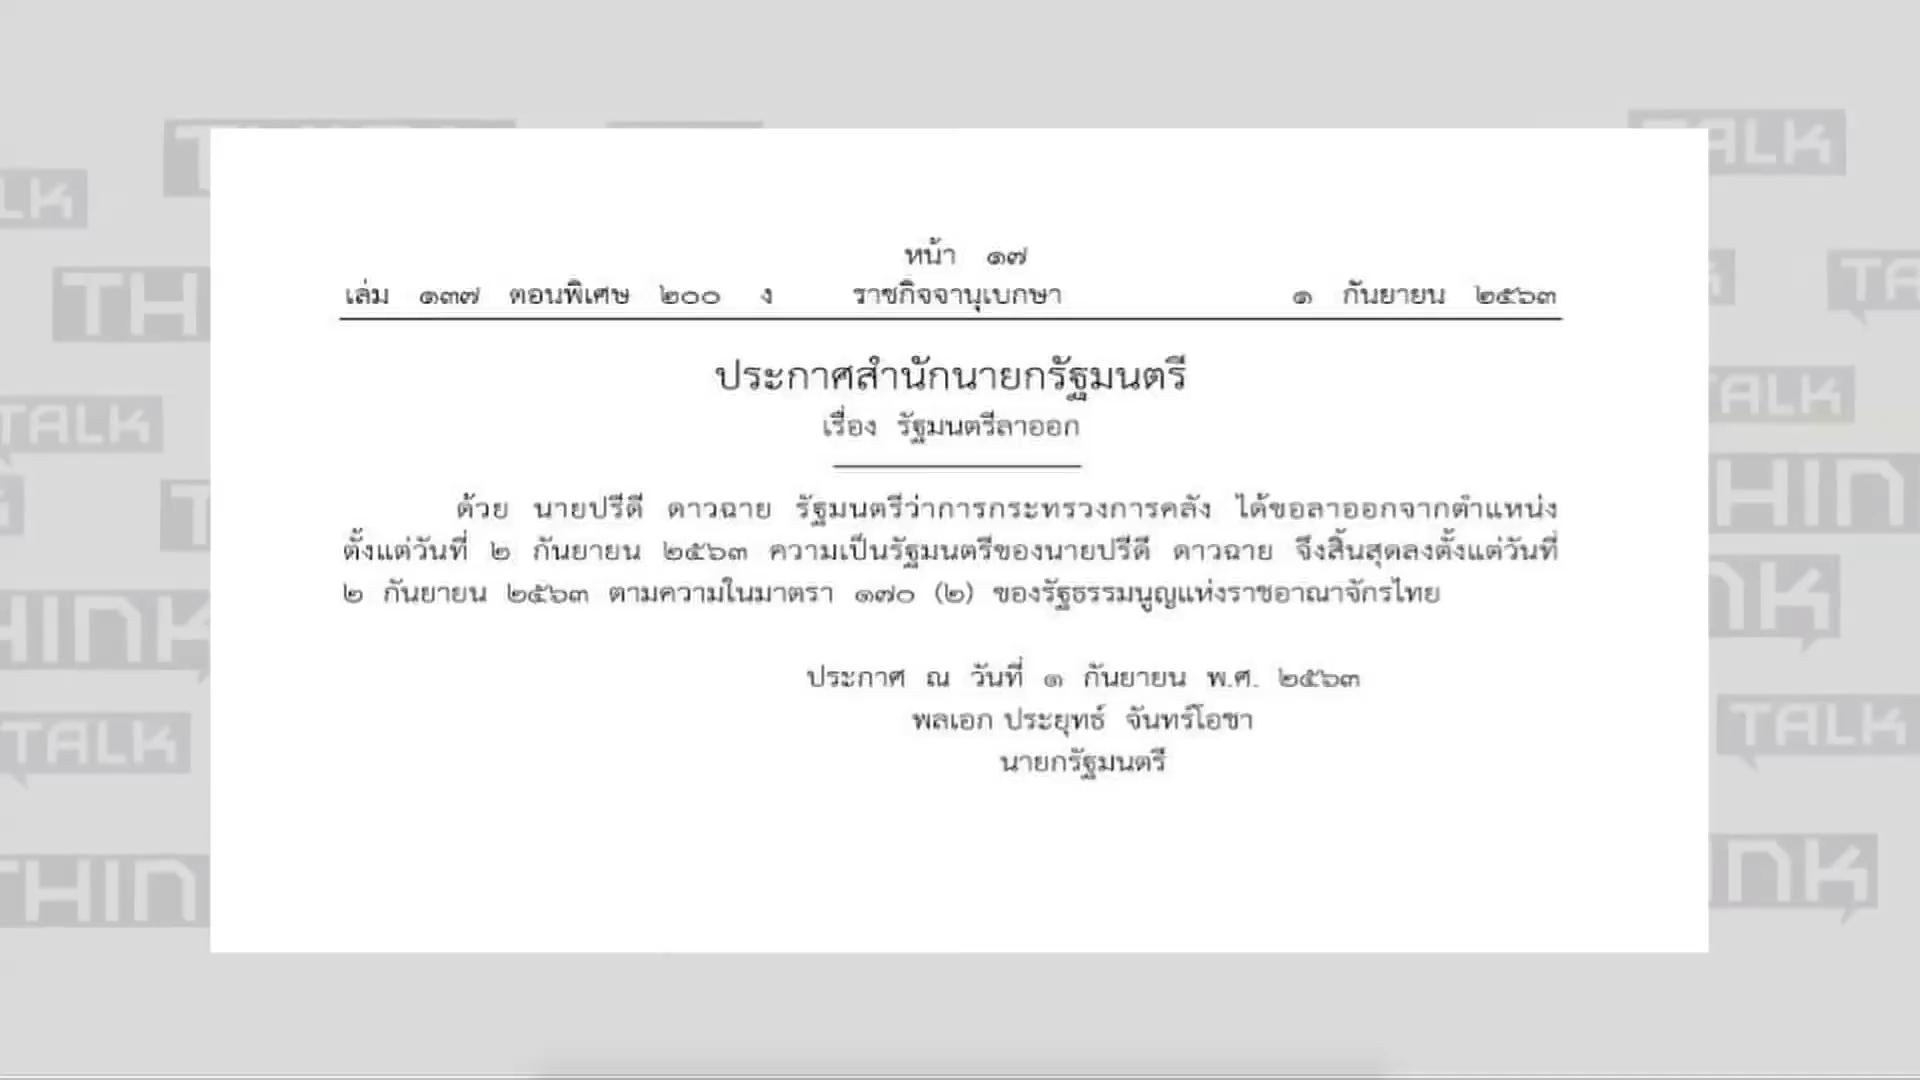 หน้า ๑๗
เล่ม ๑๓๗ ตอนพิเศษ ๒๐๐ ง ราชกิจจานุเบกษา ๑ กันยายน ๒๕๖๓
ประกาศสำนักนายกรัฐมนตรี
เรื่อง รัฐมนตรีลาออก
ด้วย นายปรีดี ดาวฉาย รัฐมนตรีว่าการกระทรวงการคลัง ได้ขอลาออกจากตำแหน่ง
ตั้งแต่วันที่ ๒ กันยายน ๒๕๖๓ ความเป็นรัฐมนตรีของนายปรีดี ดาวฉาย จึงสิ้นสุดลงตั้งแต่วันที่
๒ กันยายน ๒๕๖๓ ตามความในมาตรา ๑๗๐ (๒) ของรัฐธรรมนูญแห่งราชอาณาจักรไทย
ประกาศ ณ วันที่ ๑ กันยายน พ.ศ. ๒๕๖๓
พลเอก ประยุทธ์ จันทร์โอชา
นายกรัฐมนตรี
TALK
TALK
TALK
TALK